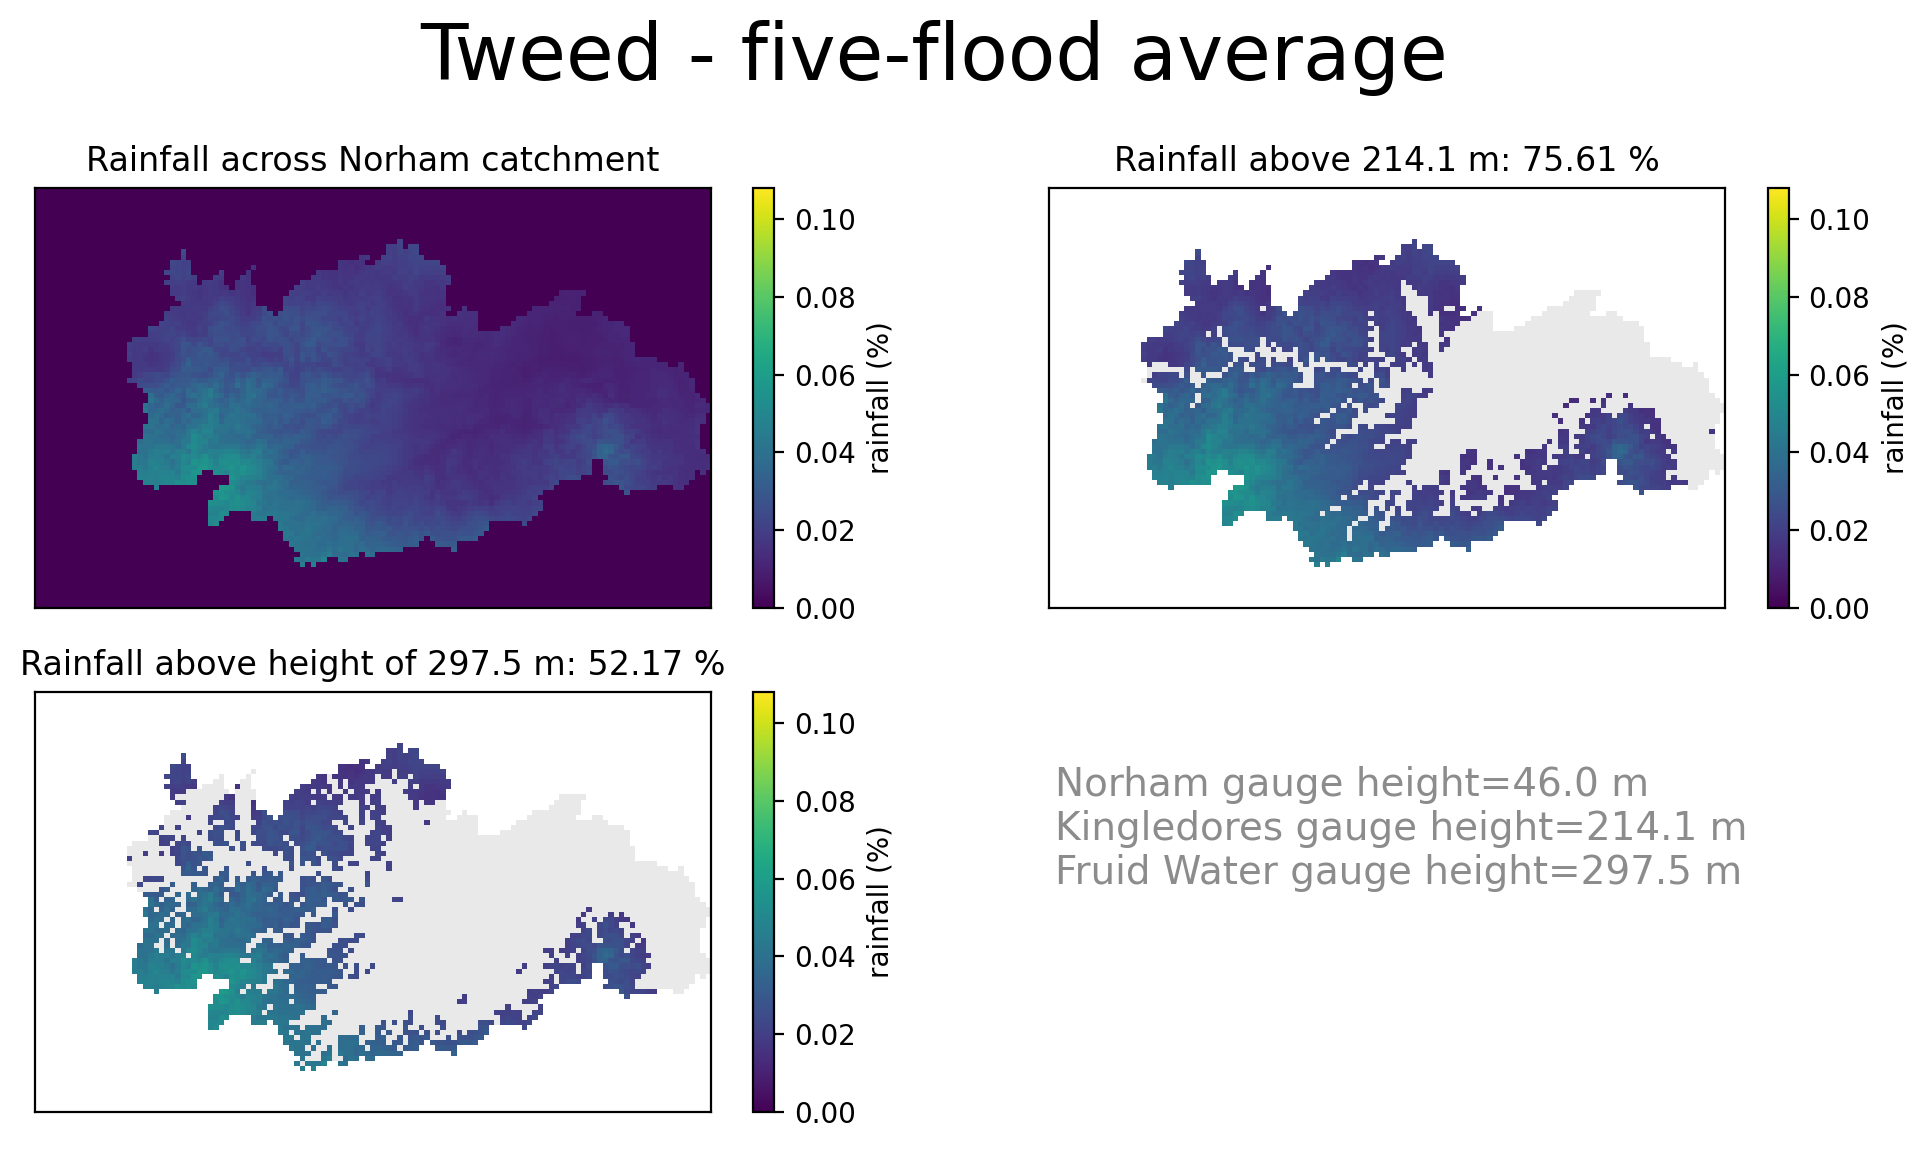 Tweed - five-flood average
Rainfall across Norham catchment
0.10
0.08
0.06
0.04
0.02
0.00
rainfall (%)
Rainfall above 214.1 m: 75.61 %
0.10
0.08
0.06
0.04
0.02
0.00
rainfall (%)
Rainfall above height of 297.5 m: 52.17 %
0.10
0.08
0.06
0.04
0.02
0.00
rainfall (%)
Norham gauge height=46.0 m
Kingledores gauge height=214.1 m
Fruid Water gauge height=297.5 m